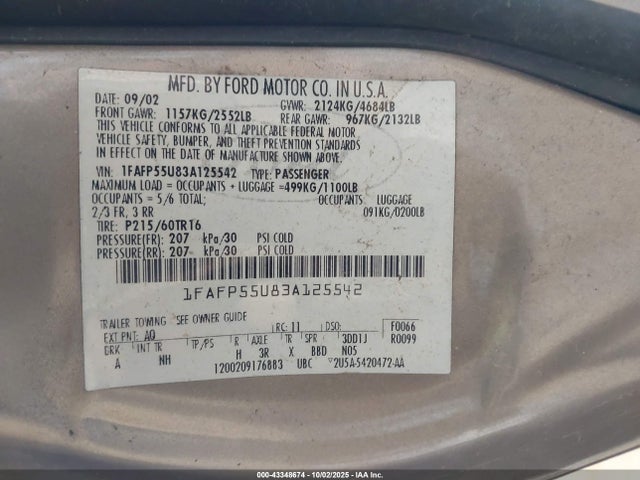 MFD. BY FORD MOTOR CO. IN U.S.A.
DATE: 09/02 GVWR: 2124KG/4684LB
FRONT GAWR: 1157KG/2552LB REAR GAWR: 967KG/2132LB
THIS VEHICLE CONFORMS TO ALL APPLICABLE FEDERAL MOTOR
VEHICLE SAFETY, BUMPER, AND THEFT PREVENTION STANDARDS
IN EFFECT ON THE DATE OF MANUFACTURE SHOWN ABOVE.
VIN: 1FAFP55U83A125542 TYPE: PASSENGER
MAXIMUM LOAD = OCCUPANTS + LUGGAGE =499KG/1100LB
OCCUPANTS = 5/6 TOTAL; OCCUPANTS LUGGAGE
2/3 FR, 3 RR 091KG/0200LB
TIRE: P215/60TR16
PRESSURE(FR) 207 kPa/30 PSI COLD
PRESSURE(RR) 207 kPa/30 PSI COLD
1FAFP55U83A125542
TRAILER TOWING - SEE OWNER GUIDE
EXT PNT: AQ RC: 11 DSO: F0066
BRK INT TR TP/PS R AXLE TR SPR 3DD1J R0099
A NH H 3R X BBD NOS
1200209176883 UBC 2U5A-5420472-AA
00-43348674 - 10/02/2025 - IAA Inc.